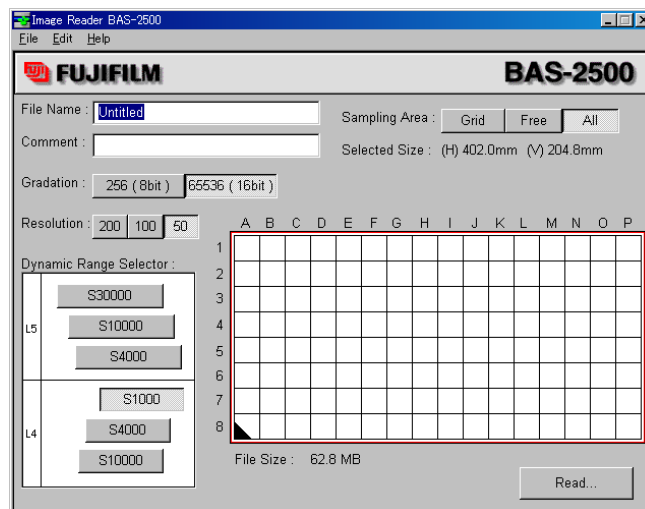 Image Reader BAS-2500
File Edit Help
FUJI FUJIFILM BAS-2500
File Name : Untitled
Sampling Area : Grid Free All
Comment :
Selected Size : (H) 402.0mm (V) 204.8mm
Gradation : 256 ( 8bit ) 65536 ( 16bit )
Resolution : 200 100 50
A B C D E F G H I J K L M N O P
1
2
3
4
5
6
7
8
Dynamic Range Selector :
L5
S30000
S10000
S4000
L4
S1000
S4000
S10000
File Size : 62.8 MB
Read...